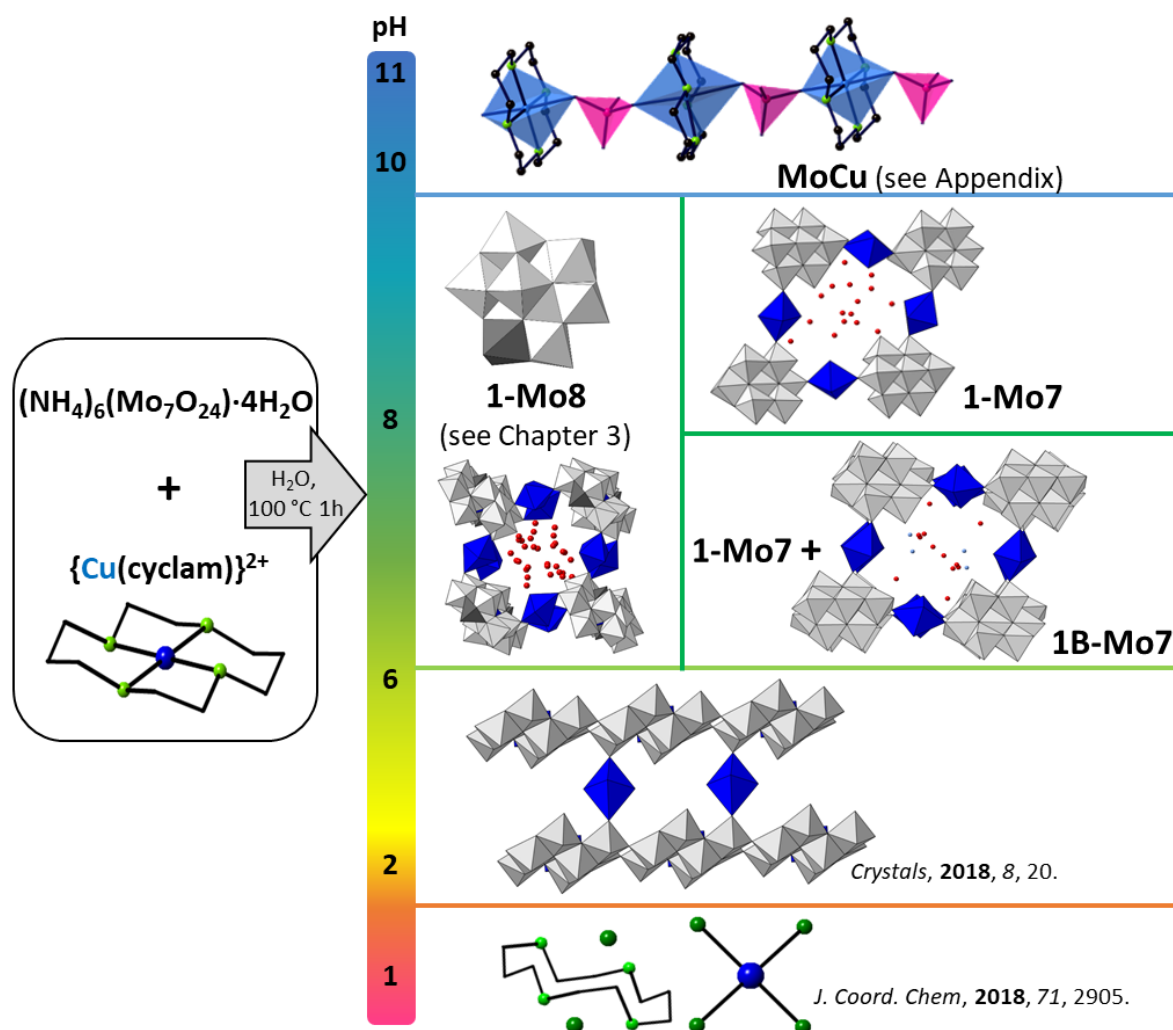 pH
11
10
8
6
2
1
(NH₄)₆(Mo₇O₂₄)·4H₂O
+
{Cu(cyclam)}²⁺
H₂O,
100 °C 1h
MoCu (see Appendix)
1-Mo8
(see Chapter 3)
1-Mo7
1-Mo7 +
1B-Mo7
Crystals, 2018, 8, 20.
J. Coord. Chem, 2018, 71, 2905.